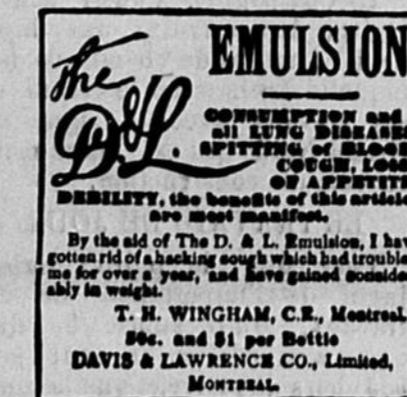 The
D. & L.
EMULSION
CONSUMPTION and
all LUNG DISEASE
SPITTING of BLOOD
COUGH, LOSS
OF APPETITE
DEBILITY, the benefits of this article
are most manifest.
By the aid of The D. & L. Emulsion, I hav
gotten rid of a hacking cough which had trouble
me for over a year, and have gained conside
ably in weight.
T. H. WINGHAM, C.E., Montreal
50c. and $1 per Bottle
DAVIS & LAWRENCE CO., Limited,
MONTREAL.